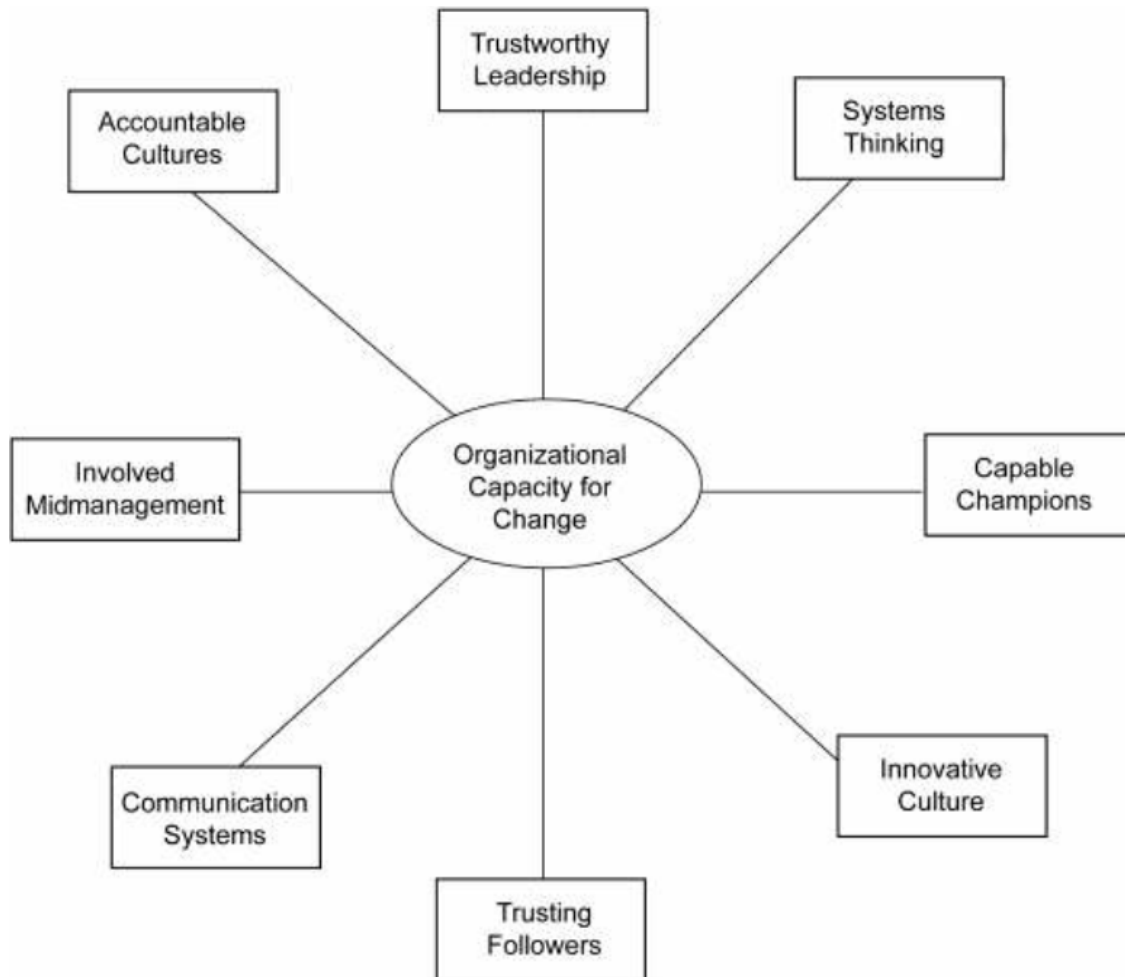 Trustworthy
Leadership
Accountable
Cultures
Systems
Thinking
Involved
Midmanagement
Organizational
Capacity for
Change
Capable
Champions
Communication
Systems
Innovative
Culture
Trusting
Followers